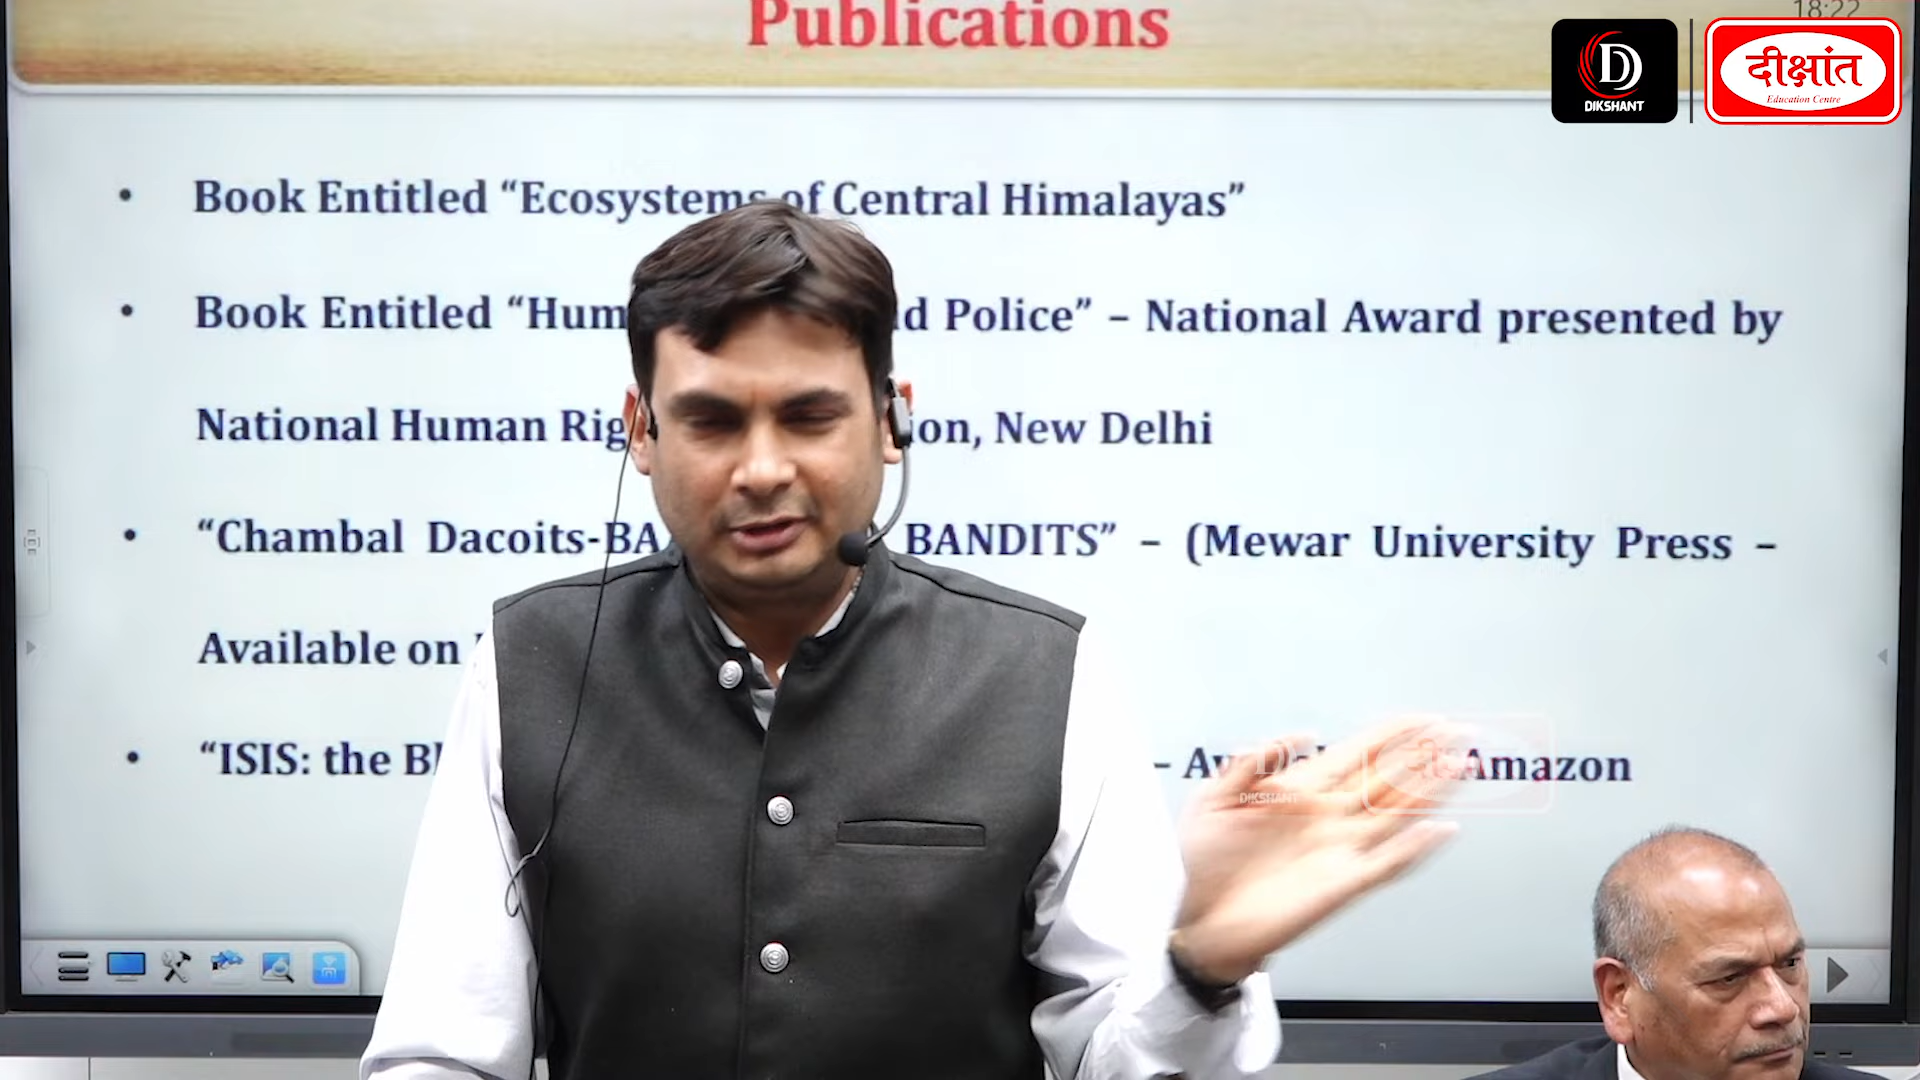 Publications
18:22
DIKSHANT
दीक्षांत
Education Centre
• Book Entitled “Ecosystems of Central Himalayas”
• Book Entitled “Hum d Police” – National Award presented by
National Human Rig ion, New Delhi
• “Chambal Dacoits-BA BANDITS” – (Mewar University Press –
Available on
• “ISIS: the Bl – Av Amazon
DIKSHANT